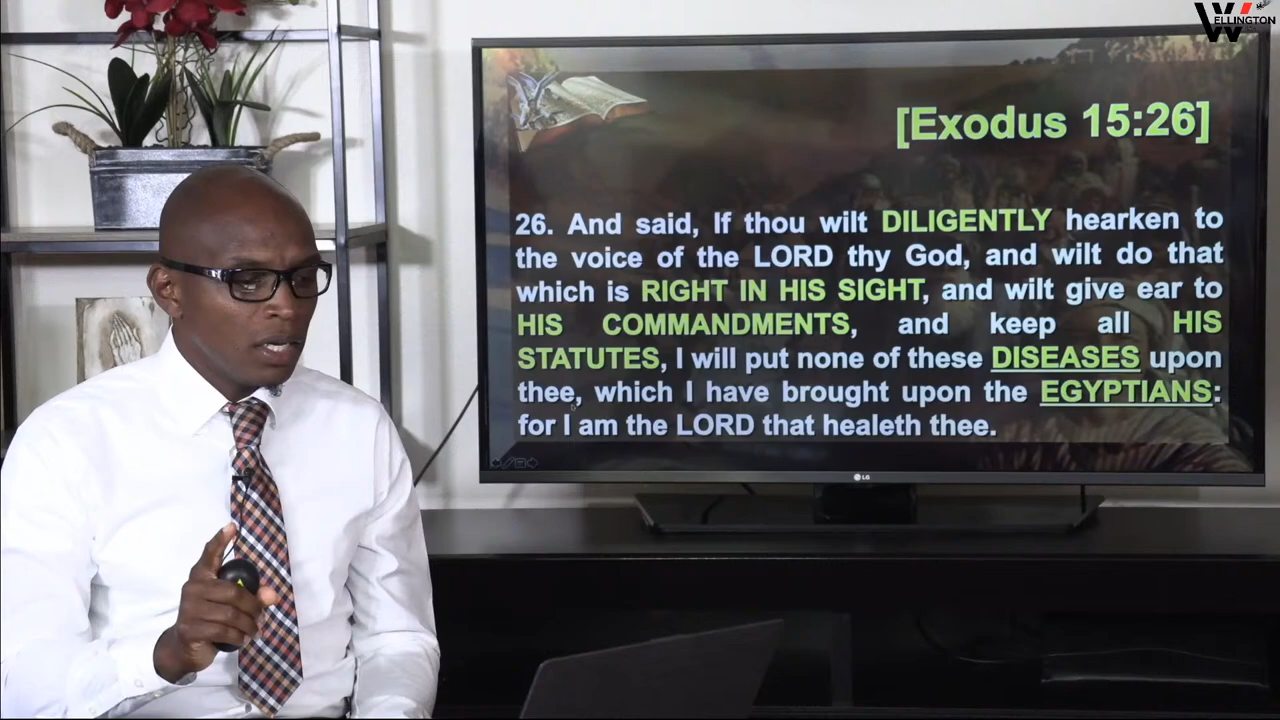 WELLINGTON
[Exodus 15:26]
26. And said, If thou wilt DILIGENTLY hearken to
the voice of the LORD thy God, and wilt do that
which is RIGHT IN HIS SIGHT, and wilt give ear to
HIS COMMANDMENTS, and keep all HIS
STATUTES, I will put none of these DISEASES upon
thee, which I have brought upon the EGYPTIANS:
for I am the LORD that healeth thee.
LG